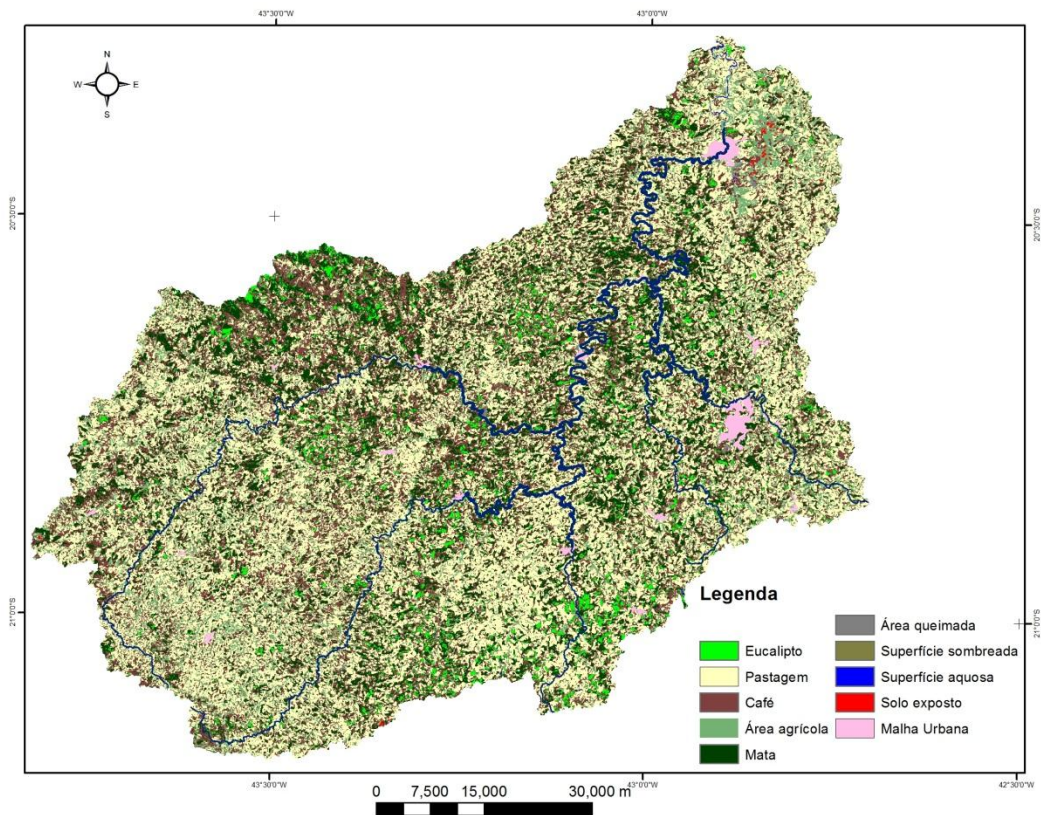 43°30'0"W 43°0'0"W
N
W E
S
20°30'0"S 20°30'0"S
21°0'0"S 21°0'0"S
Legenda
Eucalipto
Pastagem
Café
Área agrícola
Mata
Área queimada
Superfície sombreada
Superfície aquosa
Solo exposto
Malha Urbana
43°30'0"W 43°0'0"W 42°30'0"W
0 7,500 15,000 30,000 m